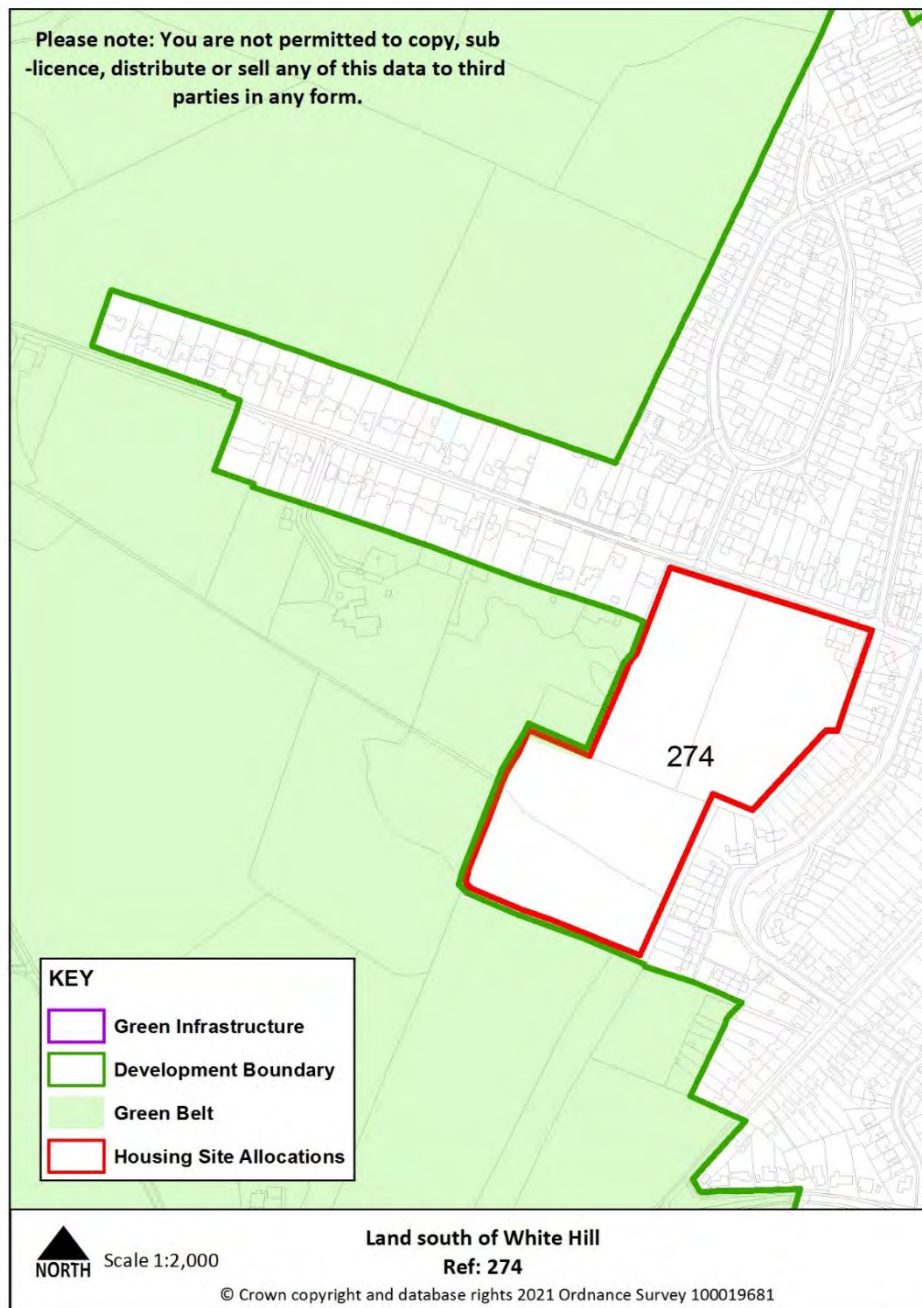 Please note: You are not permitted to copy, sub
-licence, distribute or sell any of this data to third
parties in any form.
274
KEY
Green Infrastructure
Development Boundary
Green Belt
Housing Site Allocations
NORTH
Scale 1:2,000
Land south of White Hill
Ref: 274
© Crown copyright and database rights 2021 Ordnance Survey 100019681